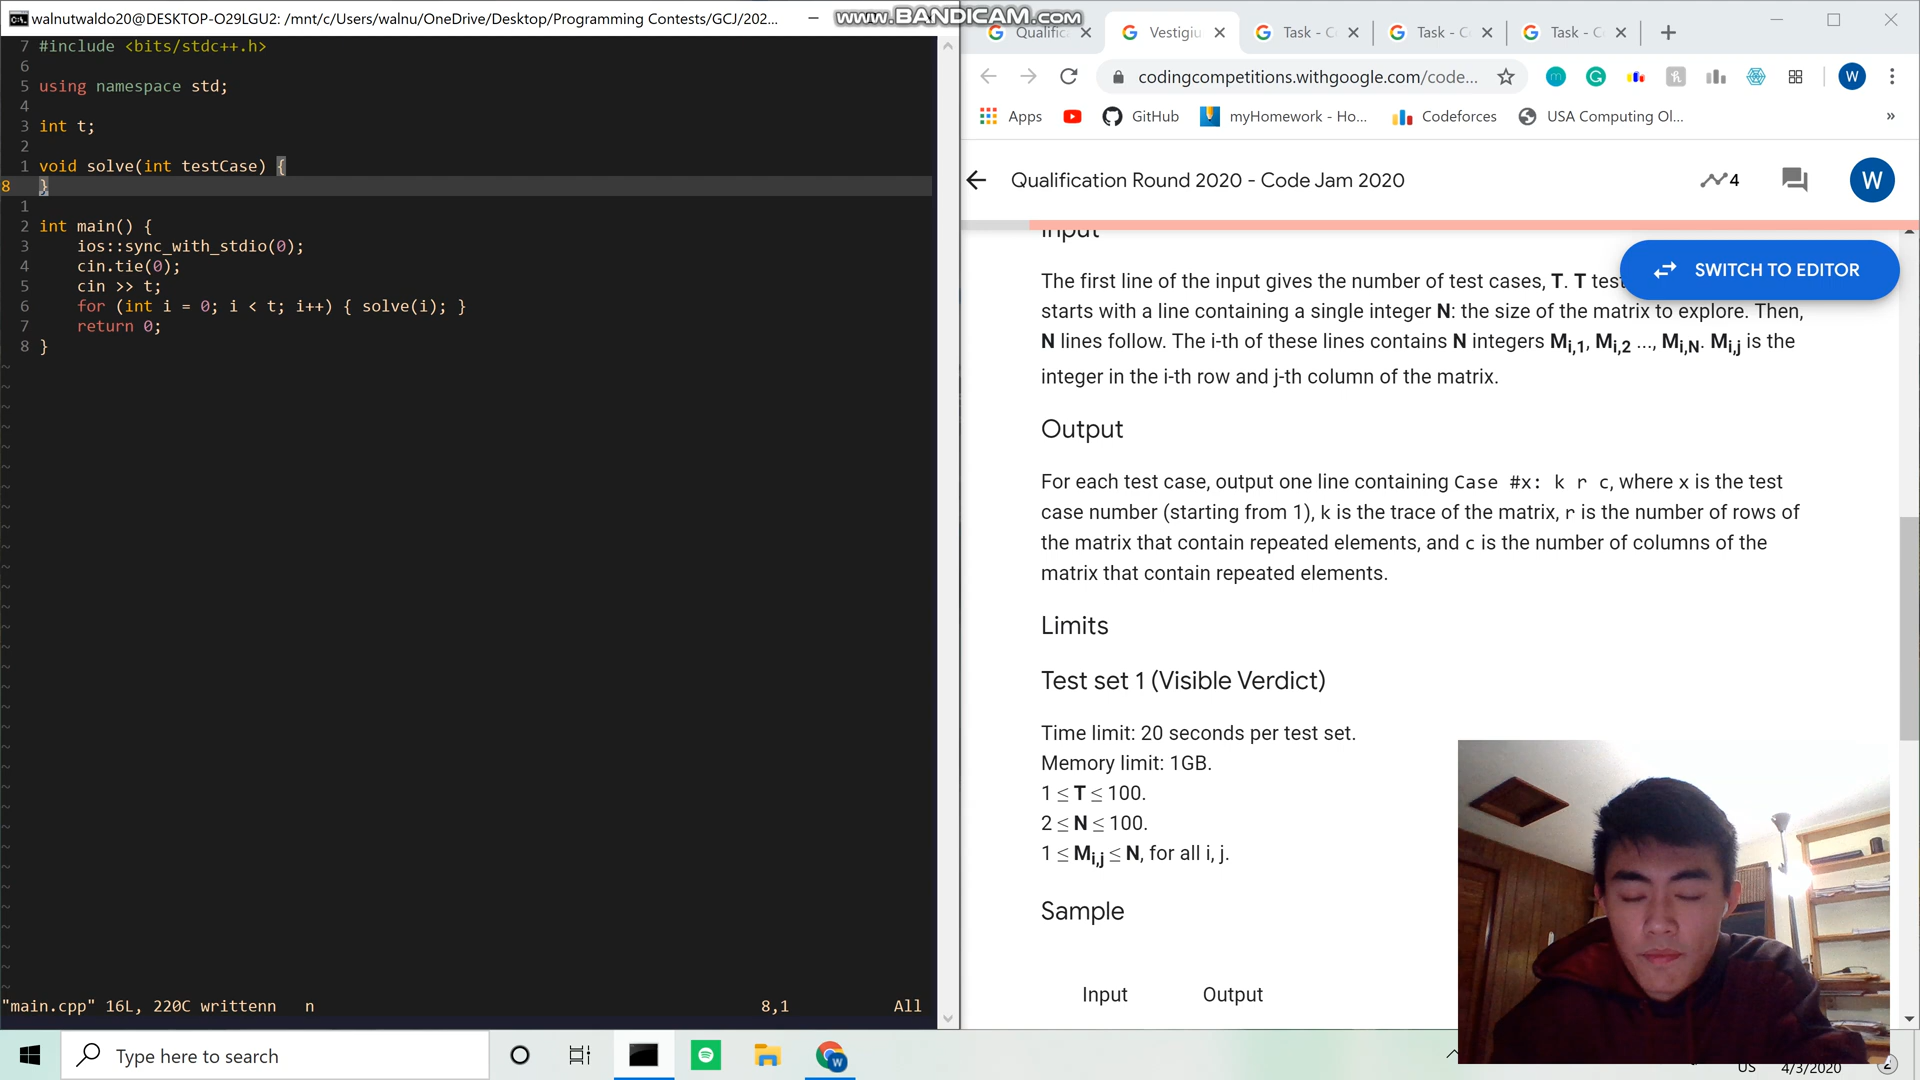 walnutwaldo20@DESKTOP-O29LGU2: /mnt/c/Users/walnu/OneDrive/Desktop/Programming Contests/GCJ/202...
www.BANDICAM.com
7 #include <bits/stdc++.h>
6
5 using namespace std;
4
3 int t;
2
1 void solve(int testCase) {
8 }
1
2 int main() {
3 ios::sync_with_stdio(0);
4 cin.tie(0);
5 cin >> t;
6 for (int i = 0; i < t; i++) { solve(i); }
7 return 0;
8 }
"main.cpp" 16L, 220C writtenn n 8,1 All
Qualific Vestigiu Task - C Task - C Task - C
codingcompetitions.withgoogle.com/code...
W
Apps GitHub myHomework - Ho... Codeforces USA Computing Ol... »
Qualification Round 2020 - Code Jam 2020 4 W
Input
SWITCH TO EDITOR
The first line of the input gives the number of test cases, T. T test
starts with a line containing a single integer N: the size of the matrix to explore. Then,
N lines follow. The i-th of these lines contains N integers Mi,1, Mi,2 ..., Mi,N. Mi,j is the
integer in the i-th row and j-th column of the matrix.
Output
For each test case, output one line containing Case #x: k r c, where x is the test
case number (starting from 1), k is the trace of the matrix, r is the number of rows of
the matrix that contain repeated elements, and c is the number of columns of the
matrix that contain repeated elements.
Limits
Test set 1 (Visible Verdict)
Time limit: 20 seconds per test set.
Memory limit: 1GB.
1 ≤ T ≤ 100.
2 ≤ N ≤ 100.
1 ≤ Mi,j ≤ N, for all i, j.
Sample
Input Output
Type here to search
W
US 4/3/2020 2